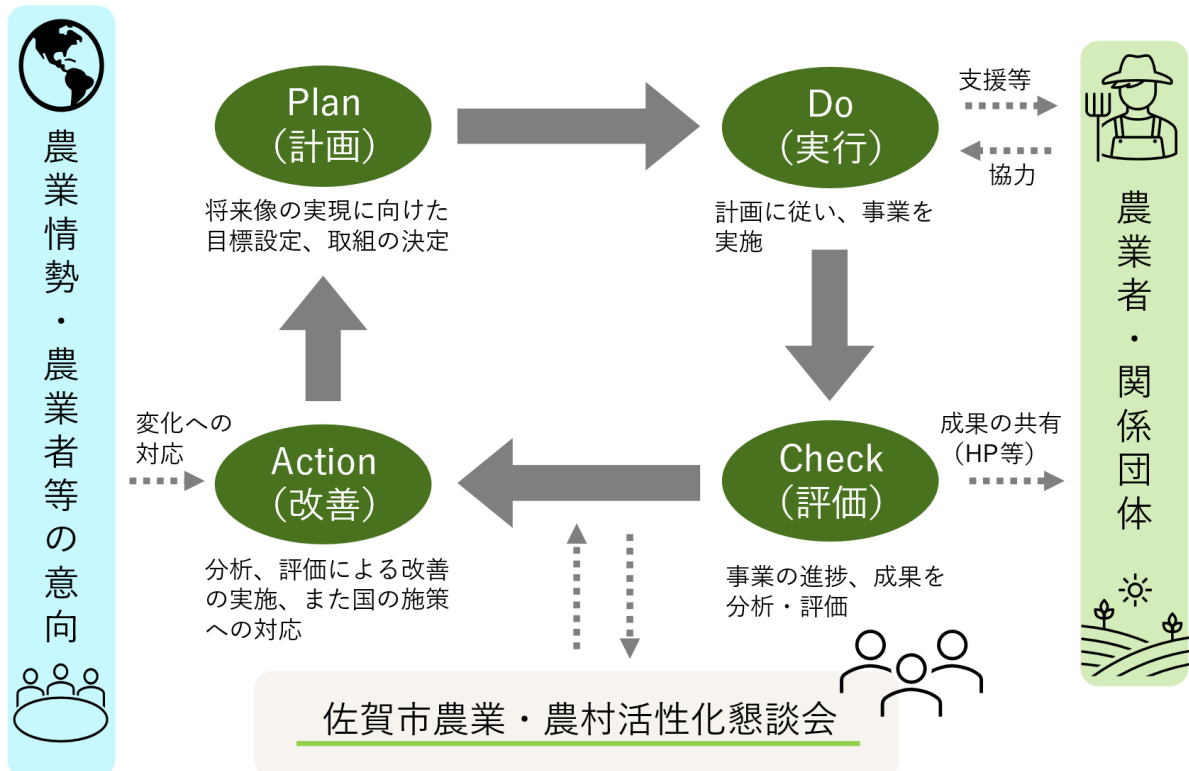 農業情勢・農業者等の意向
Plan
（計画）
将来像の実現に向けた
目標設定、取組の決定
Do
（実行）
計画に従い、事業を
実施
支援等
協力
農業者・関係団体
変化への
対応
Action
（改善）
分析、評価による改善
の実施、また国の施策
への対応
Check
（評価）
事業の進捗、成果を
分析・評価
成果の共有
（HP等）
佐賀市農業・農村活性化懇談会